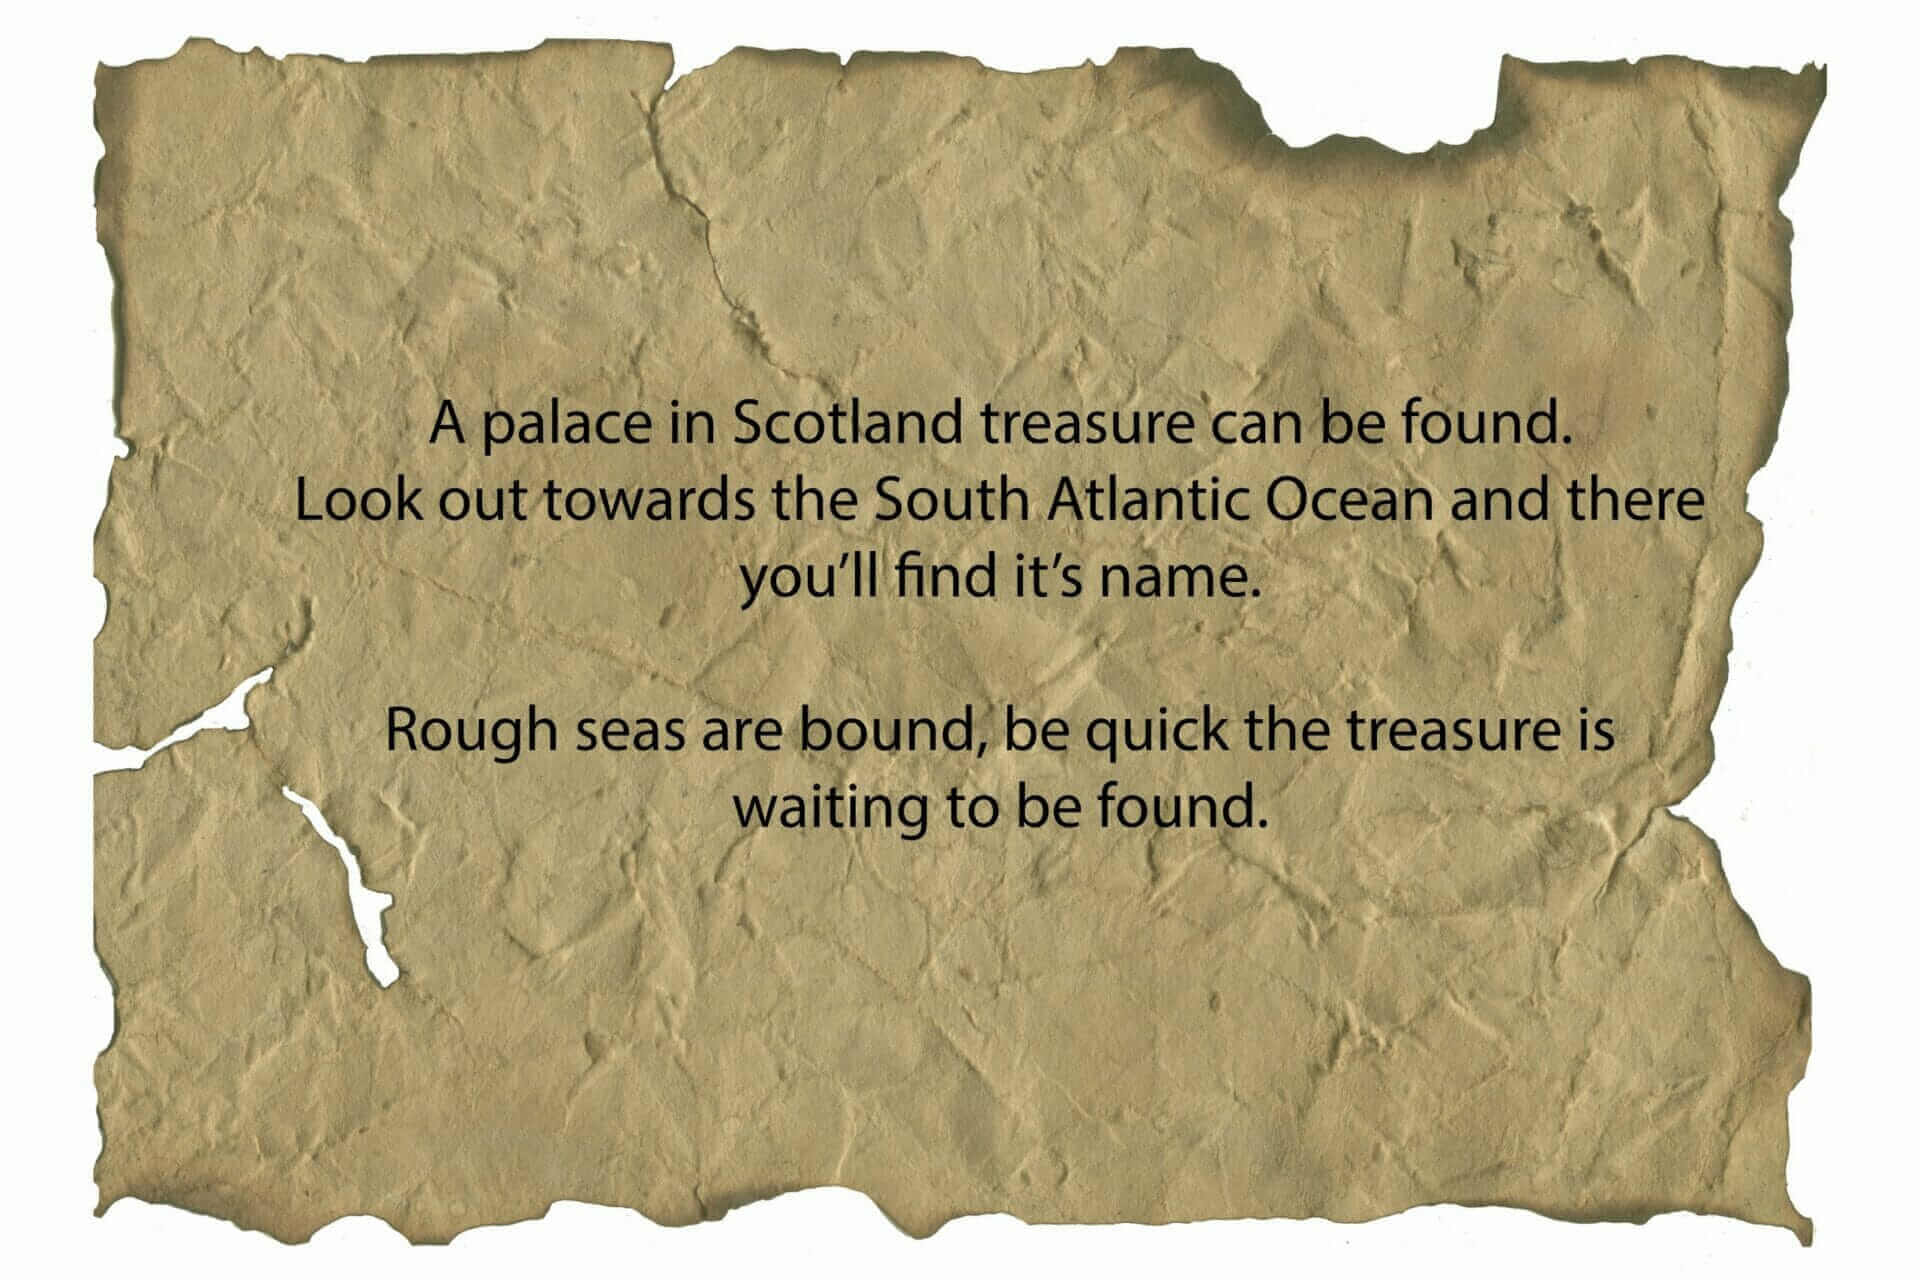 A palace in Scotland treasure can be found.
Look out towards the South Atlantic Ocean and there
you’ll find it’s name.
Rough seas are bound, be quick the treasure is
waiting to be found.